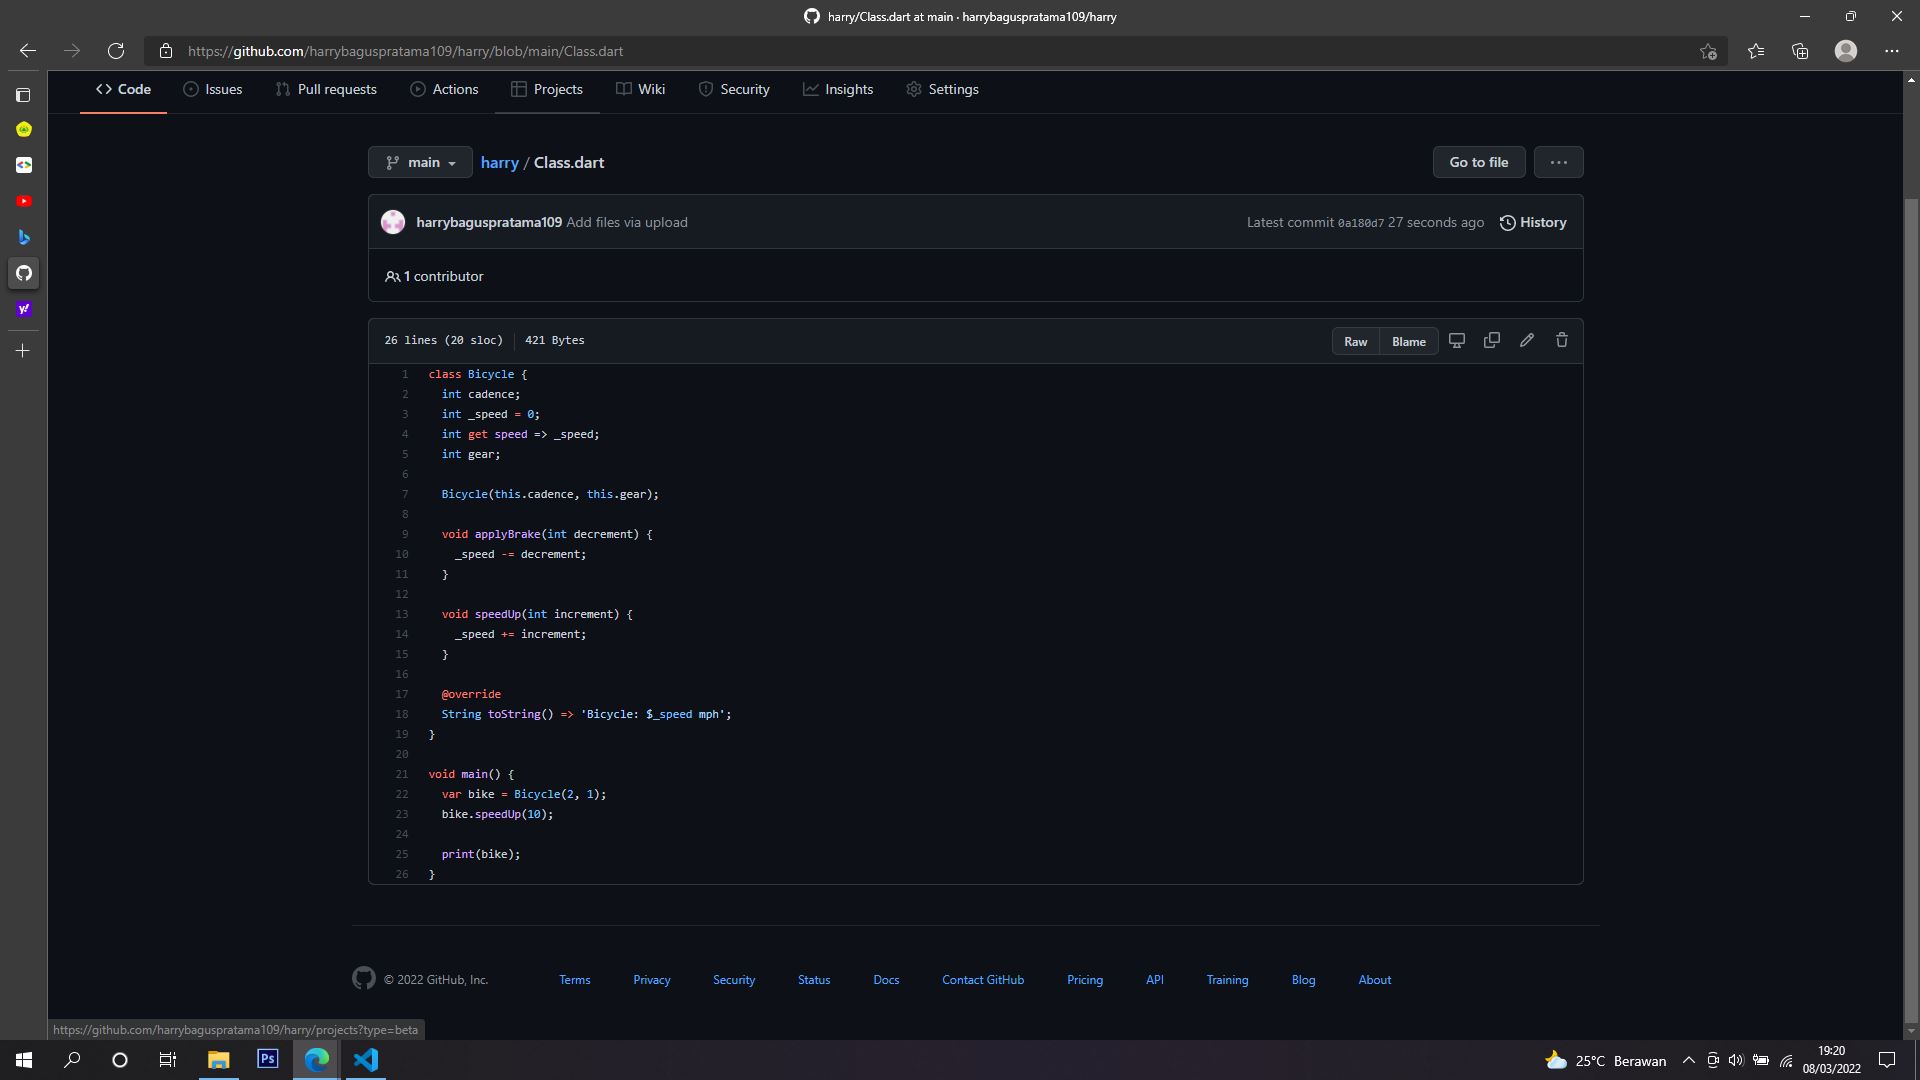 harry/Class.dart at main · harrybaguspratama109/harry
https://github.com/harrybaguspratama109/harry/blob/main/Class.dart
Code Issues Pull requests Actions Projects Wiki Security Insights Settings
main harry / Class.dart Go to file ...
harrybaguspratama109 Add files via upload Latest commit 0a180d7 27 seconds ago History
1 contributor
26 lines (20 sloc) 421 Bytes Raw Blame
1 class Bicycle {
2 int cadence;
3 int _speed = 0;
4 int get speed => _speed;
5 int gear;
6
7 Bicycle(this.cadence, this.gear);
8
9 void applyBrake(int decrement) {
10 _speed -= decrement;
11 }
12
13 void speedUp(int increment) {
14 _speed += increment;
15 }
16
17 @override
18 String toString() => 'Bicycle: $_speed mph';
19 }
20
21 void main() {
22 var bike = Bicycle(2, 1);
23 bike.speedUp(10);
24
25 print(bike);
26 }
© 2022 GitHub, Inc. Terms Privacy Security Status Docs Contact GitHub Pricing API Training Blog About
https://github.com/harrybaguspratama109/harry/projects?type=beta
Ps 25°C Berawan 19:20
08/03/2022